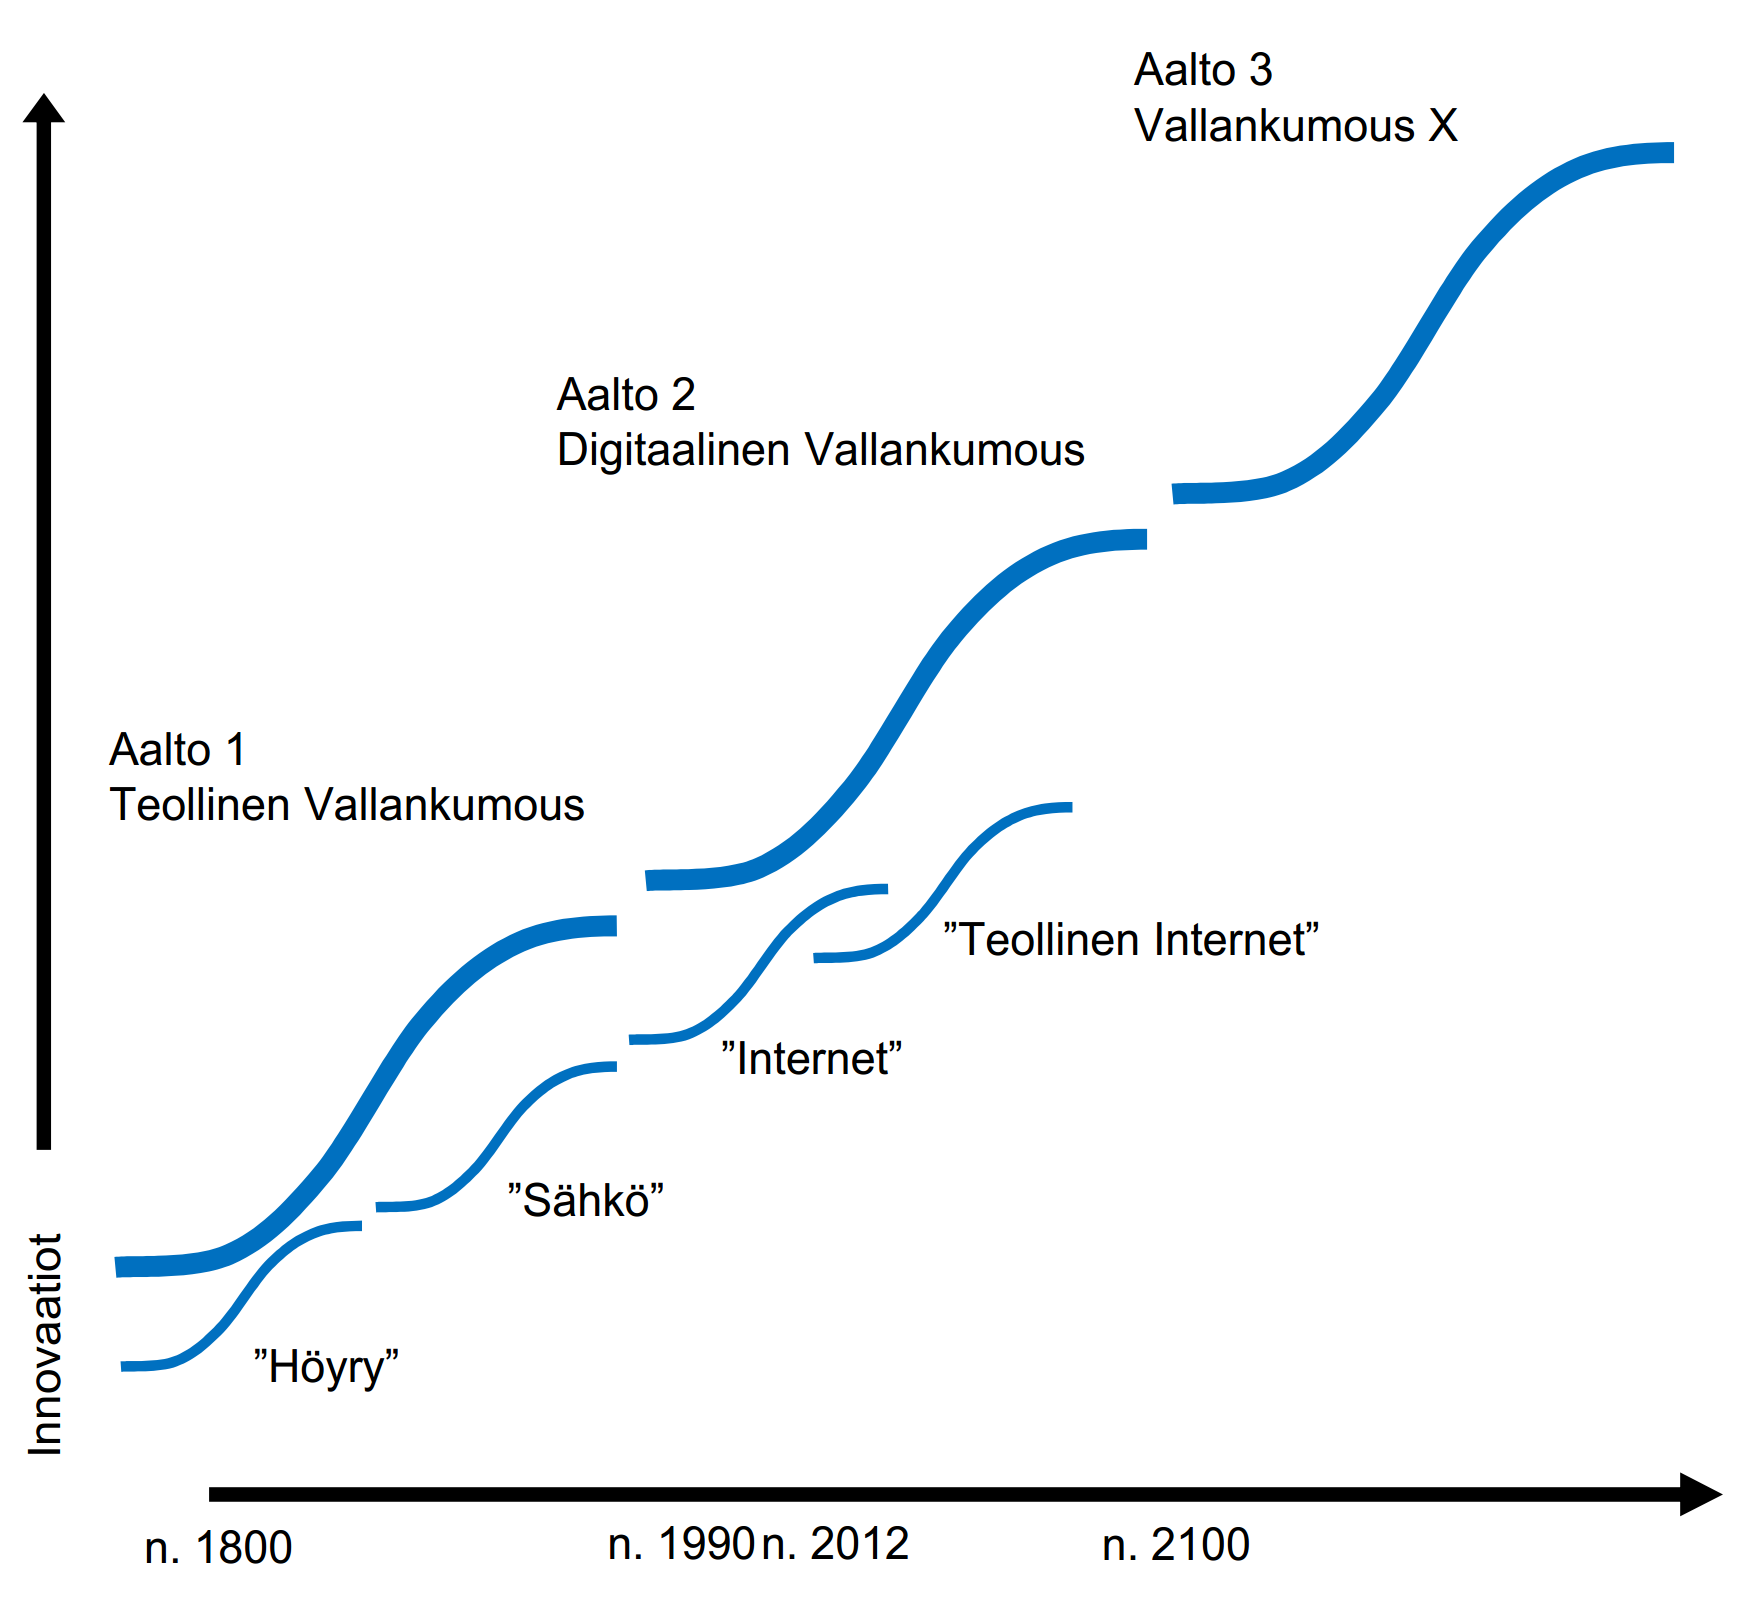 Aalto 3
Vallankumous X
Aalto 2
Digitaalinen Vallankumous
Aalto 1
Teollinen Vallankumous
”Teollinen Internet”
”Internet”
”Sähkö”
”Höyry”
Innovaatiot
n. 1800
n. 1990
n. 2012
n. 2100